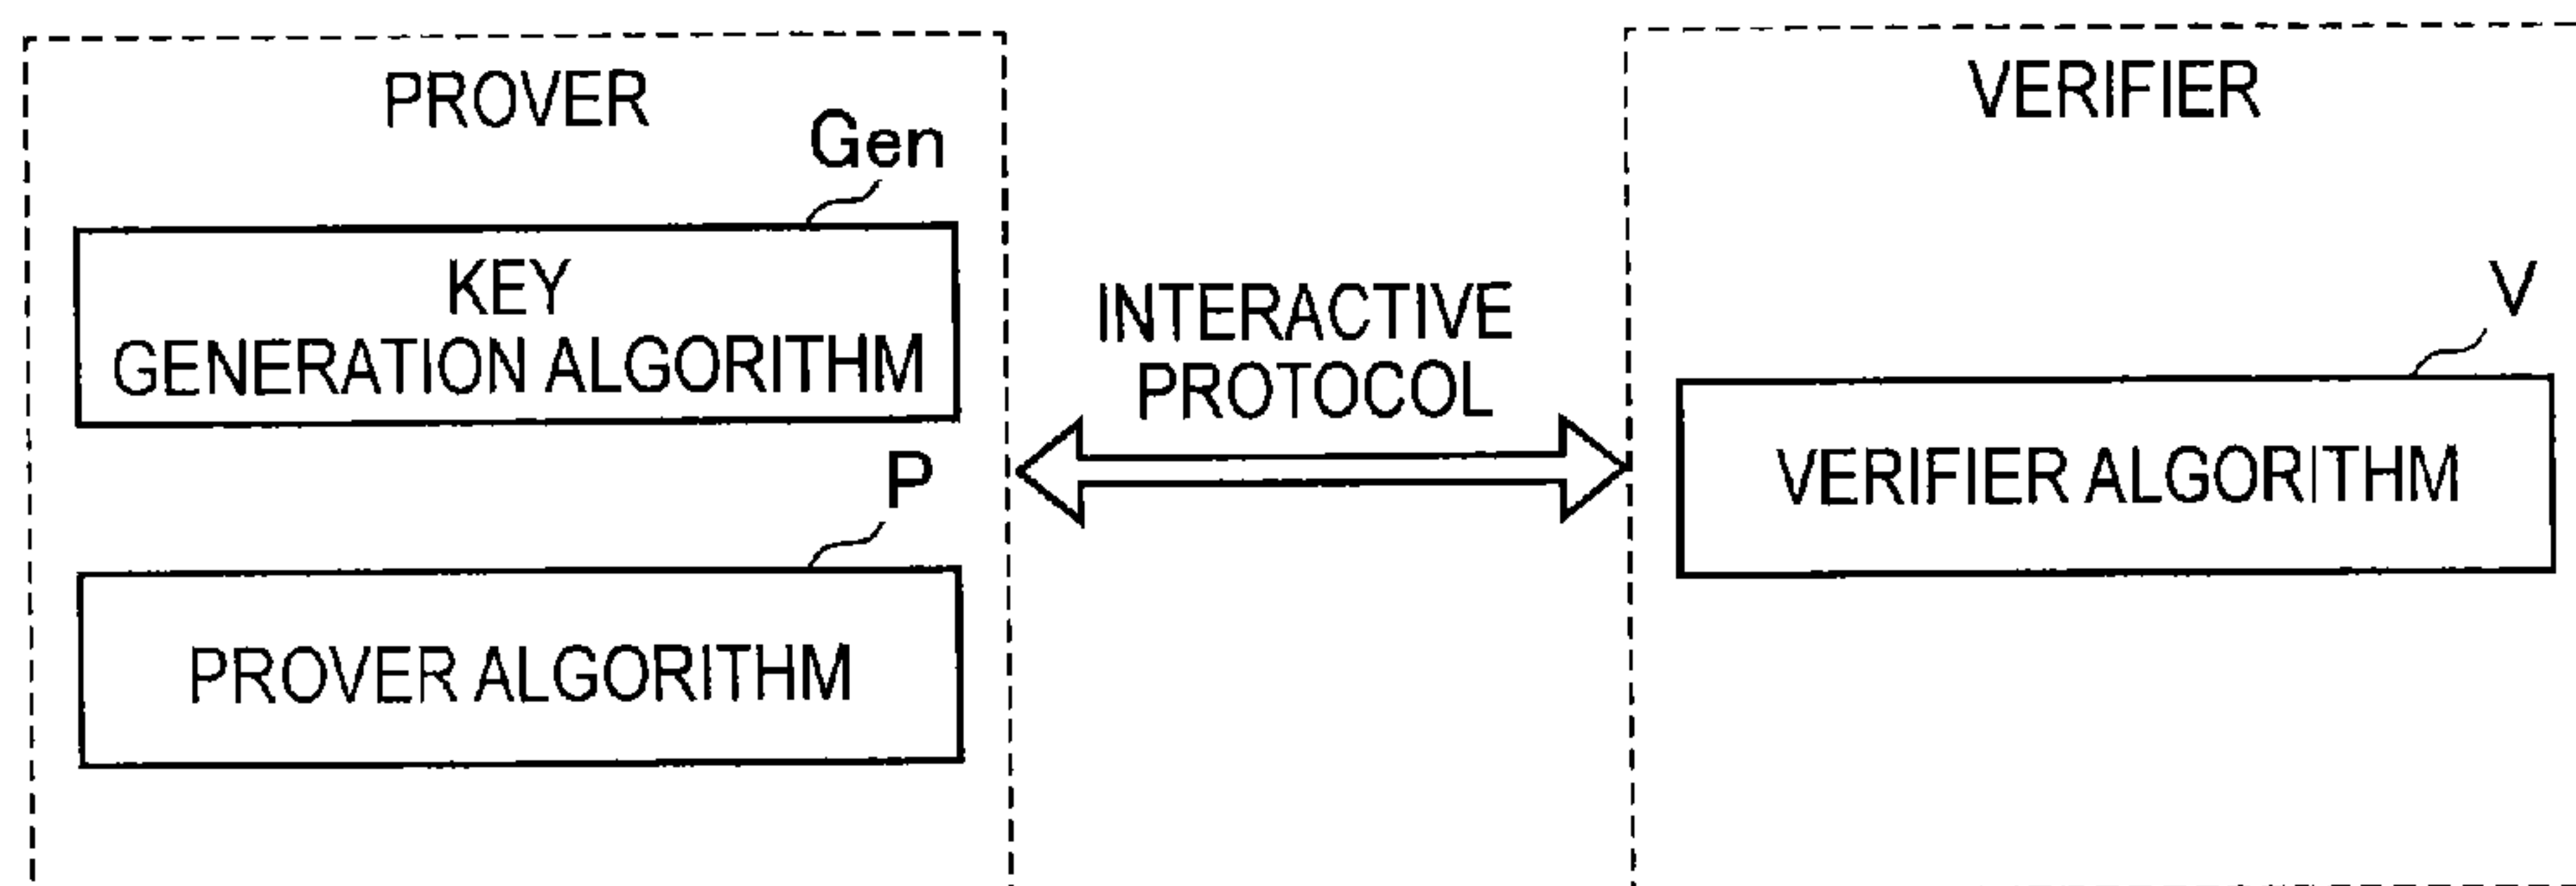 PROVER
Gen
KEY
GENERATION ALGORITHM
P
PROVER ALGORITHM
INTERACTIVE
PROTOCOL
VERIFIER
V
VERIFIER ALGORITHM